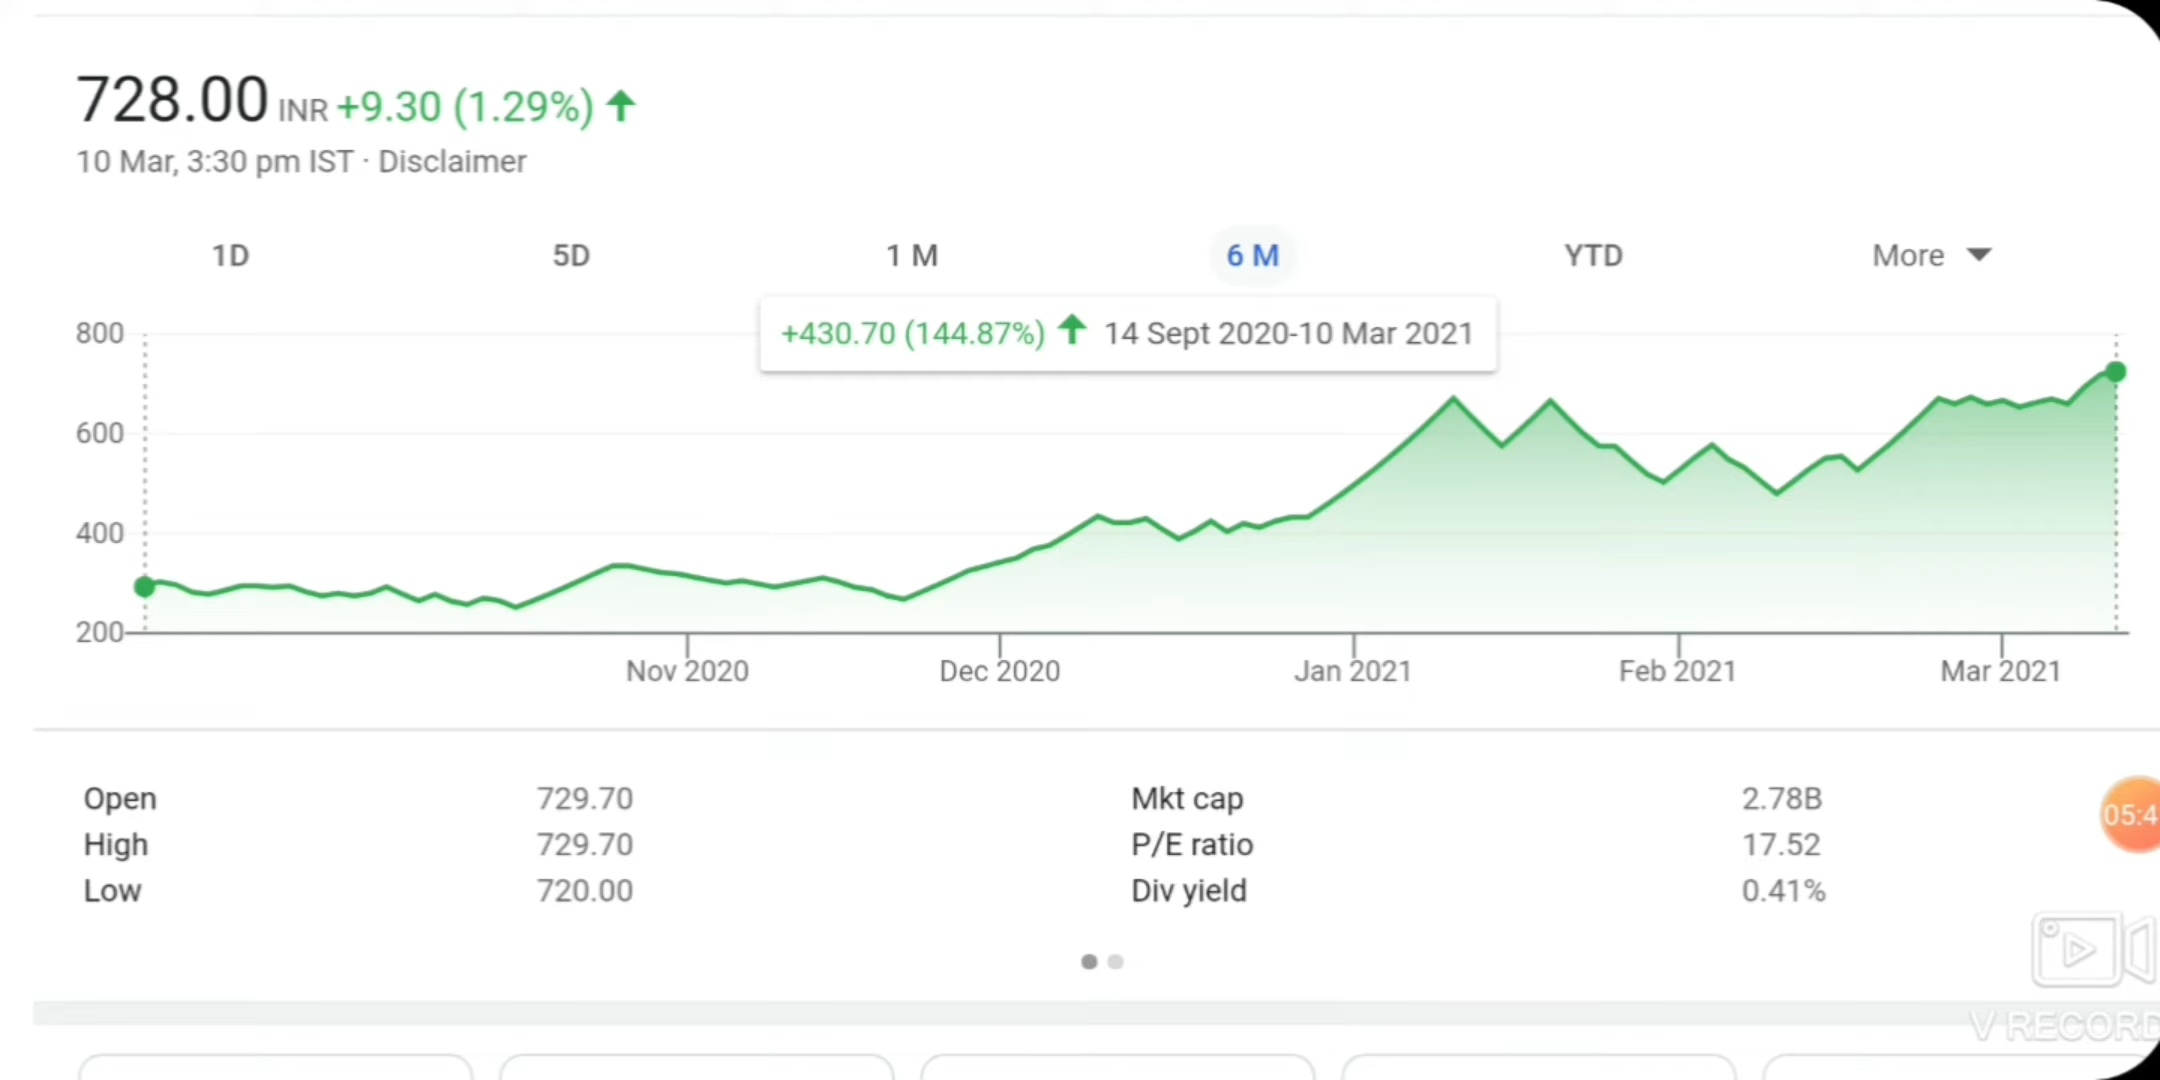 728.00 INR +9.30 (1.29%)
10 Mar, 3:30 pm IST · Disclaimer
1D 5D 1 M 6 M YTD More
+430.70 (144.87%) 14 Sept 2020-10 Mar 2021
800
600
400
200
Nov 2020 Dec 2020 Jan 2021 Feb 2021 Mar 2021
Open 729.70 Mkt cap 2.78B
High 729.70 P/E ratio 17.52
Low 720.00 Div yield 0.41%
05:4
V RECORD